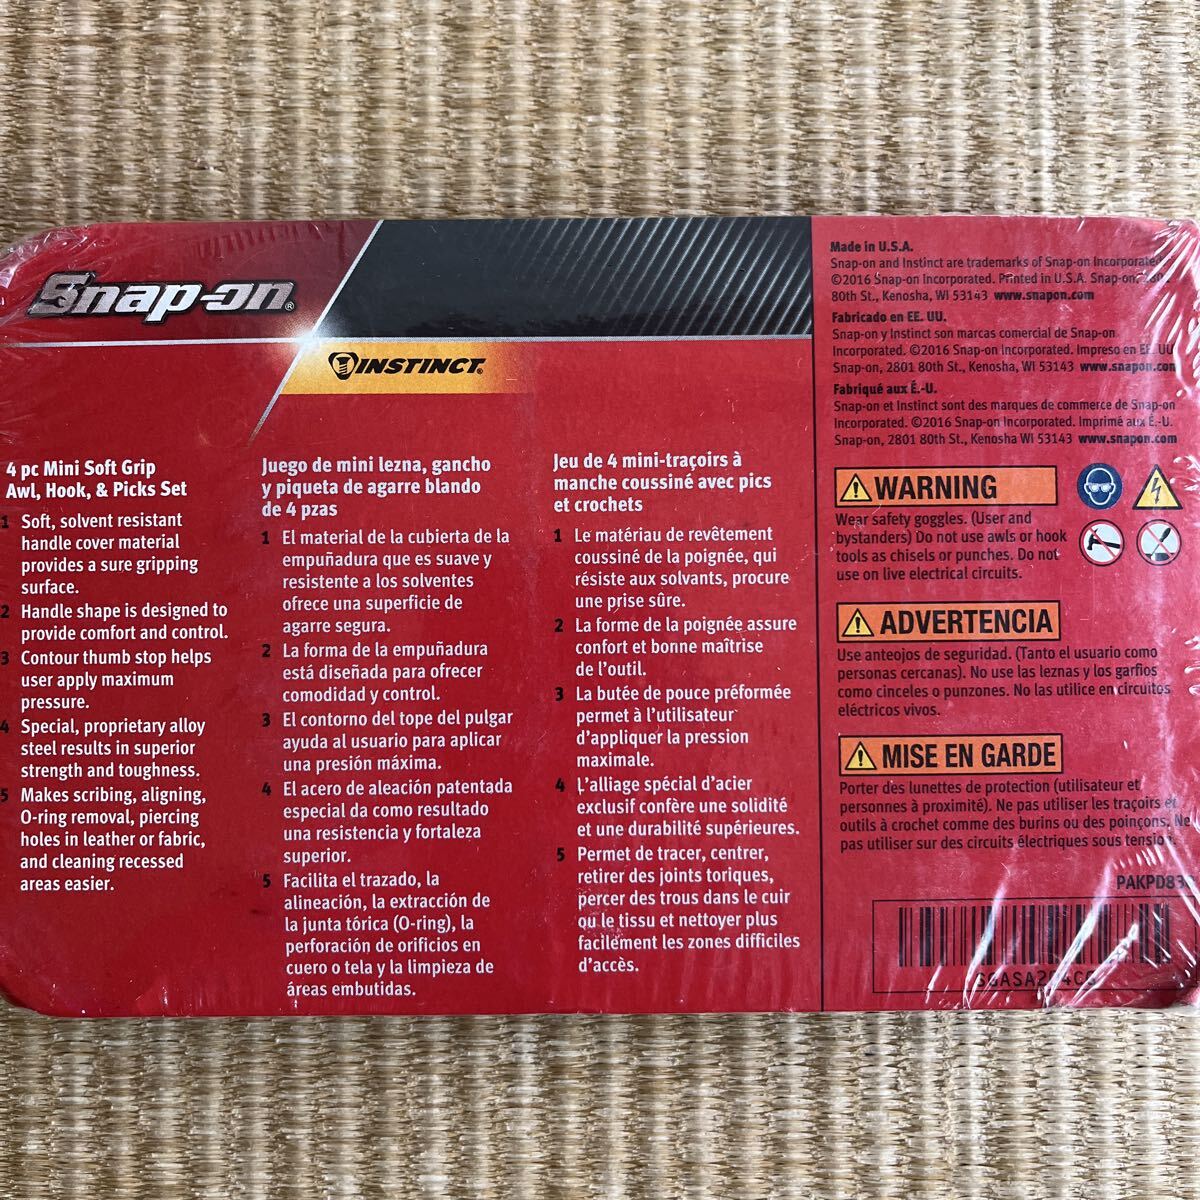 Snap-on®
INSTINCT®
4 pc Mini Soft Grip
Awl, Hook, & Picks Set
1 Soft, solvent resistant
handle cover material
provides a sure gripping
surface.
2 Handle shape is designed to
provide comfort and control.
3 Contour thumb stop helps
user apply maximum
pressure.
4 Special, proprietary alloy
steel results in superior
strength and toughness.
5 Makes scribing, aligning,
O-ring removal, piercing
holes in leather or fabric,
and cleaning recessed
areas easier.
Juego de mini lezna, gancho
y piqueta de agarre blando
de 4 pzas
1 El material de la cubierta de la
empuñadura que es suave y
resistente a los solventes
ofrece una superficie de
agarre segura.
2 La forma de la empuñadura
está diseñada para ofrecer
comodidad y control.
3 El contorno del tope del pulgar
ayuda al usuario para aplicar
una presión máxima.
4 El acero de aleación patentada
especial da como resultado
una resistencia y fortaleza
superior.
5 Facilita el trazado, la
alineación, la extracción de
la junta tórica (O-ring), la
perforación de orificios en
cuero o tela y la limpieza de
áreas embutidas.
Jeu de 4 mini-traçoirs à
manche coussiné avec pics
et crochets
1 Le matériau de revêtement
coussiné de la poignée, qui
résiste aux solvants, procure
une prise sûre.
2 La forme de la poignée assure
confort et bonne maîtrise
de l'outil.
3 La butée de pouce préformée
permet à l'utilisateur
d'appliquer la pression
maximale.
4 L'alliage spécial d'acier
exclusif confère une solidité
et une durabilité supérieures.
5 Permet de tracer, centrer,
retirer des joints toriques,
percer des trous dans le cuir
ou le tissu et nettoyer plus
facilement les zones difficiles
d'accès.
Made in U.S.A.
Snap-on and Instinct are trademarks of Snap-on Incorporated.
©2016 Snap-on Incorporated. Printed in U.S.A. Snap-on, 2801
80th St., Kenosha, WI 53143 www.snapon.com
Fabricado en EE. UU.
Snap-on y Instinct son marcas comercial de Snap-on
Incorporated. ©2016 Snap-on Incorporated. Impreso en EE. UU
Snap-on, 2801 80th St., Kenosha, WI 53143 www.snapon.com
Fabriqué aux É.-U.
Snap-on et Instinct sont des marques de commerce de Snap-on
Incorporated. ©2016 Snap-on Incorporated. Imprimé aux É.-U.
Snap-on, 2801 80th St., Kenosha WI 53143 www.snapon.com
WARNING
Wear safety goggles. (User and
bystanders) Do not use awls or hook
tools as chisels or punches. Do not
use on live electrical circuits.
ADVERTENCIA
Use anteojos de seguridad. (Tanto el usuario como
personas cercanas). No use las leznas y los garfios
como cinceles o punzones. No las utilice en circuitos
eléctricos vivos.
MISE EN GARDE
Porter des lunettes de protection (utilisateur et
personnes à proximité). Ne pas utiliser les traçoirs et
outils à crochet comme des burins ou des poinçons. Ne
pas utiliser sur des circuits électriques sous tension.